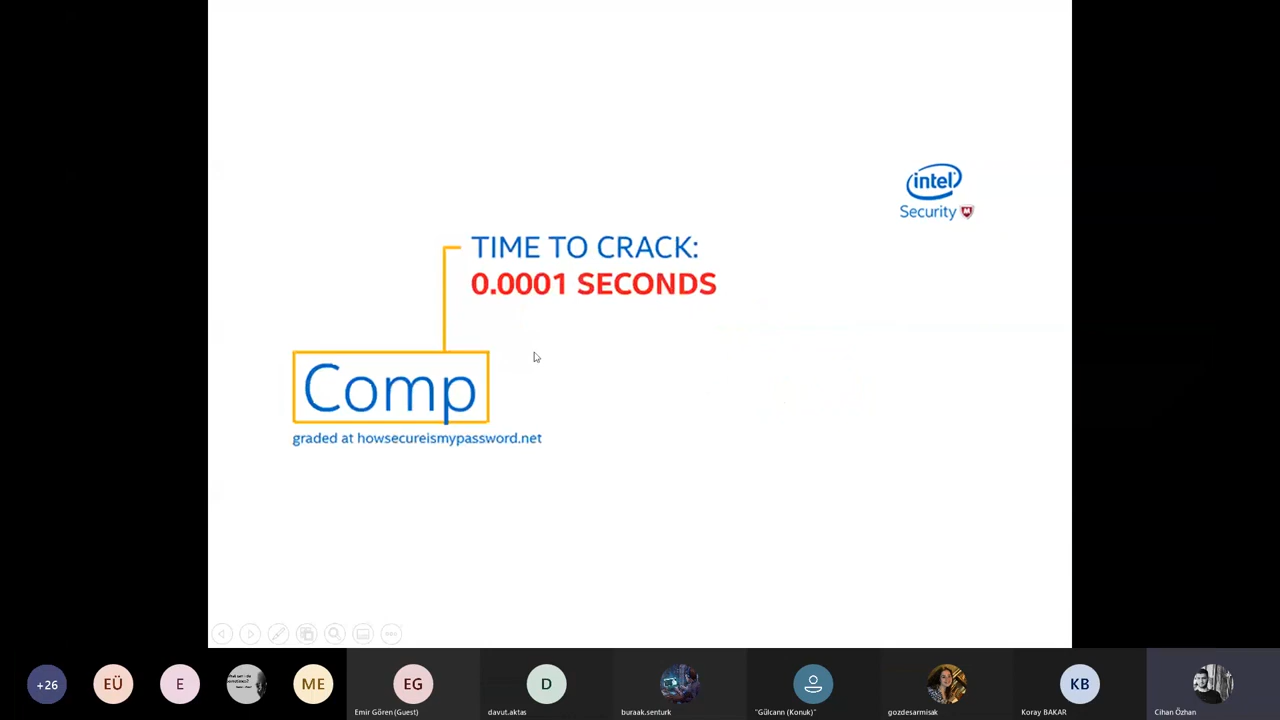 intel
Security
TIME TO CRACK:
0.0001 SECONDS
Comp
graded at howsecureismypassword.net
+26
EÜ
E
ME
EG
D
KB
Emir Gören (Guest)
davut.aktas
buraak.senturk
"Gülcann (Konuk)"
gozdesarmisak
Koray BAKAR
Cihan Özhan